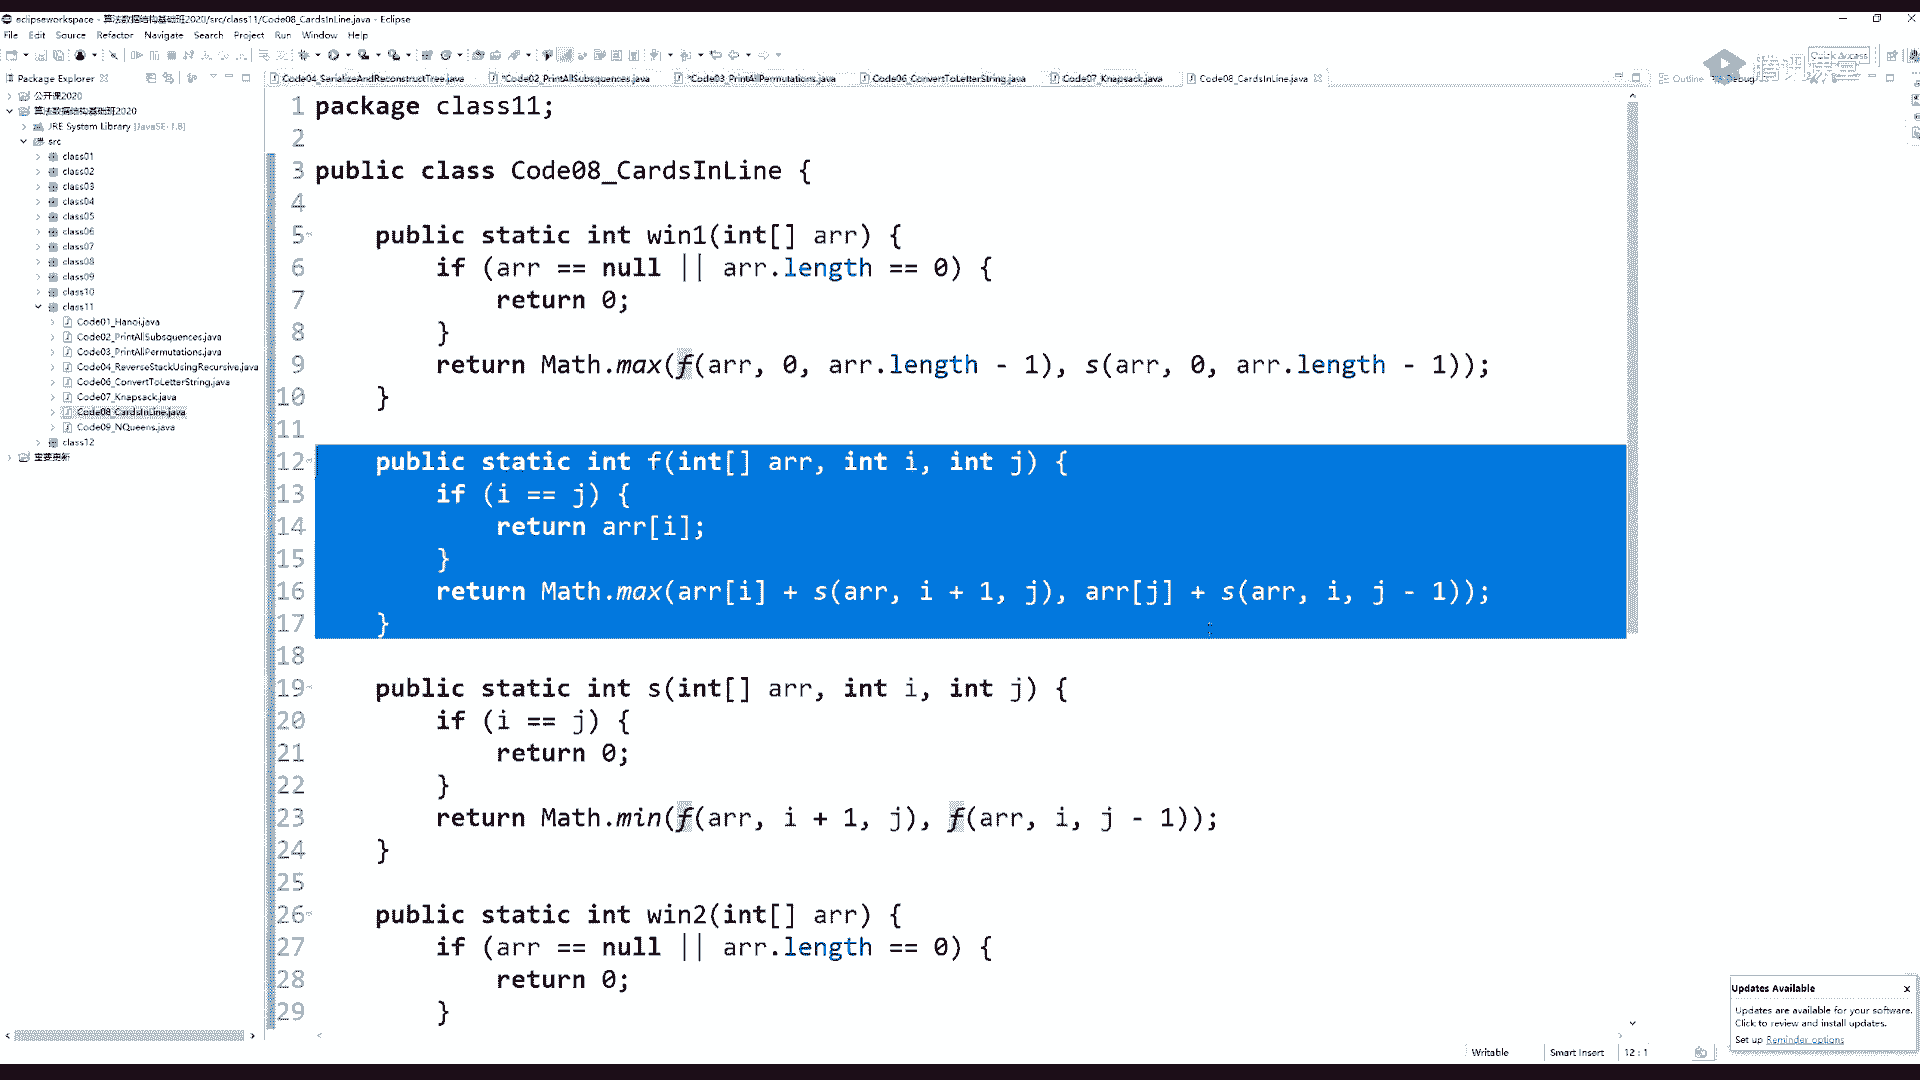 eclipseworkspace - 算法数据结构基础班2020/src/class11/Code08_CardsInLine.java - Eclipse
File Edit Source Refactor Navigate Search Project Run Window Help
Quick Access
Package Explorer
Code04_SerializeAndReconstructTree.java
*Code02_PrintAllSubsquences.java
*Code03_PrintAllPermutations.java
Code06_ConvertToLetterString.java
Code07_Knapsack.java
Code08_CardsInLine.java
Outline
Debug
公开课2020
算法数据结构基础班2020
JRE System Library [JavaSE-1.8]
src
class01
class02
class03
class04
class05
class06
class07
class08
class09
class10
class11
Code01_Hanoi.java
Code02_PrintAllSubsquences.java
Code03_PrintAllPermutations.java
Code04_ReverseStackUsingRecursive.java
Code06_ConvertToLetterString.java
Code07_Knapsack.java
Code08_CardsInLine.java
Code09_NQueens.java
class12
1 package class11;
2
3 public class Code08_CardsInLine {
4
5 public static int win1(int[] arr) {
6 if (arr == null || arr.length == 0) {
7 return 0;
8 }
9 return Math.max(f(arr, 0, arr.length - 1), s(arr, 0, arr.length - 1));
10 }
11
12 public static int f(int[] arr, int i, int j) {
13 if (i == j) {
14 return arr[i];
15 }
16 return Math.max(arr[i] + s(arr, i + 1, j), arr[j] + s(arr, i, j - 1));
17 }
18
19 public static int s(int[] arr, int i, int j) {
20 if (i == j) {
21 return 0;
22 }
23 return Math.min(f(arr, i + 1, j), f(arr, i, j - 1));
24 }
25
26 public static int win2(int[] arr) {
27 if (arr == null || arr.length == 0) {
28 return 0;
29 }
Updates Available x
Updates are available for your software.
Click to review and install updates.
Set up Reminder options
Writable Smart Insert 12 : 1